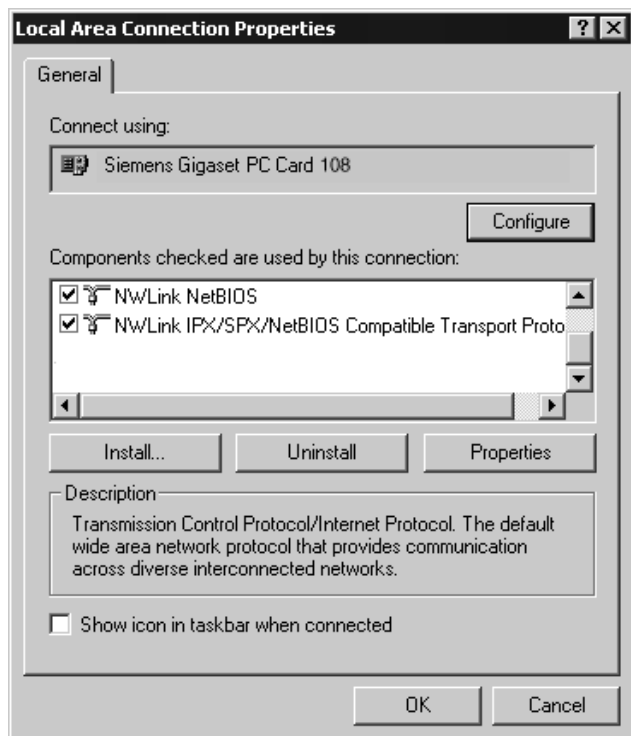 Local Area Connection Properties
General
Connect using:
Siemens Gigaset PC Card 108
Configure
Components checked are used by this connection:
NWLink NetBIOS
NWLink IPX/SPX/NetBIOS Compatible Transport Proto
Install... Uninstall Properties
Description
Transmission Control Protocol/Internet Protocol. The default
wide area network protocol that provides communication
across diverse interconnected networks.
Show icon in taskbar when connected
OK Cancel